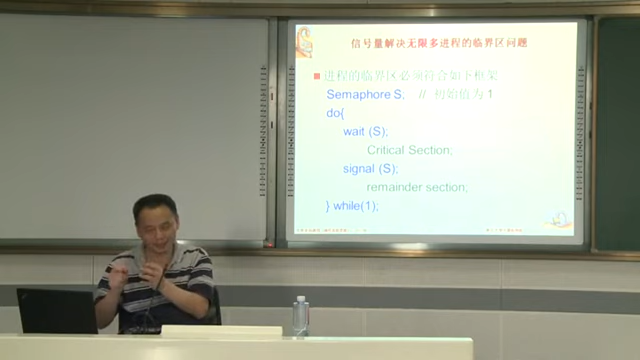 信号量解决无限多进程的临界区问题
进程的临界区必须符合如下框架
Semaphore S; // 初始值为 1
do{
wait (S);
Critical Section;
signal (S);
remainder section;
} while(1);